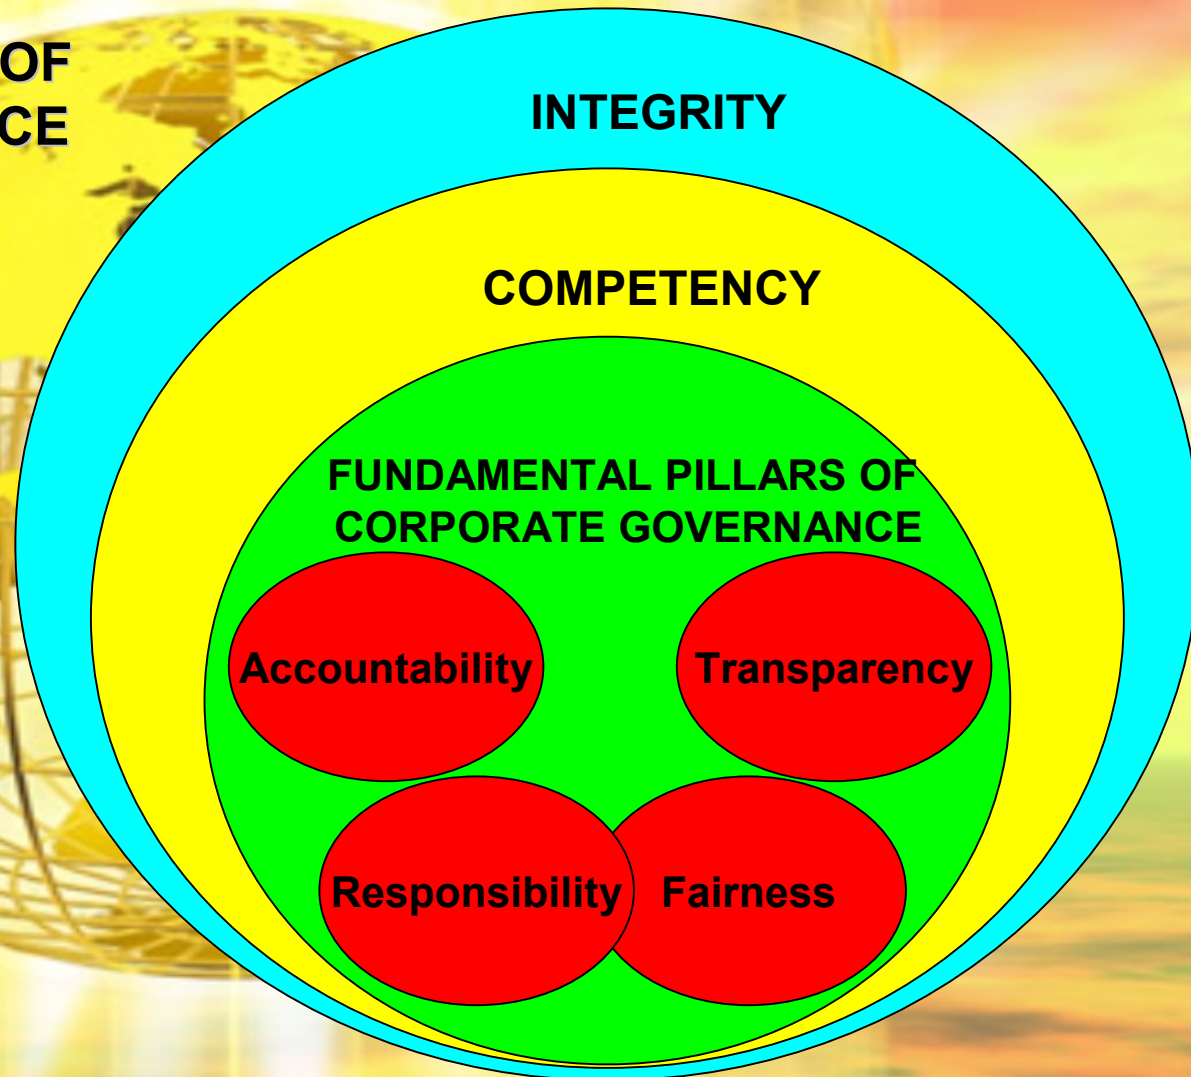 OF
CE
INTEGRITY
COMPETENCY
FUNDAMENTAL PILLARS OF
CORPORATE GOVERNANCE
Accountability
Transparency
Responsibility
Fairness